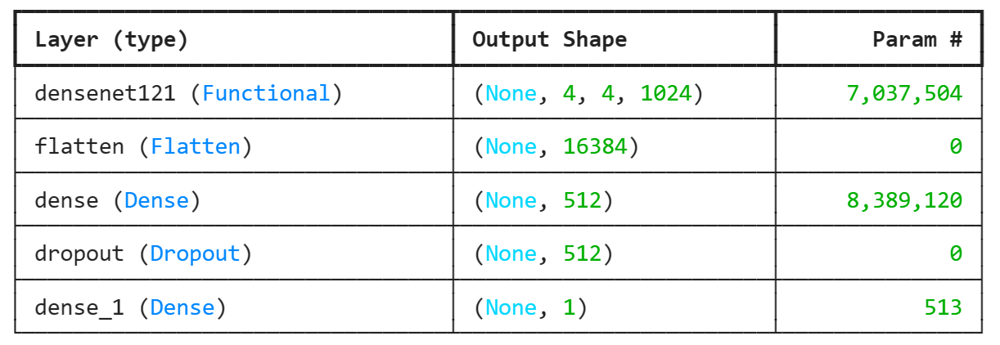 Layer (type) Output Shape Param #
densenet121 (Functional) (None, 4, 4, 1024) 7,037,504
flatten (Flatten) (None, 16384) 0
dense (Dense) (None, 512) 8,389,120
dropout (Dropout) (None, 512) 0
dense_1 (Dense) (None, 1) 513